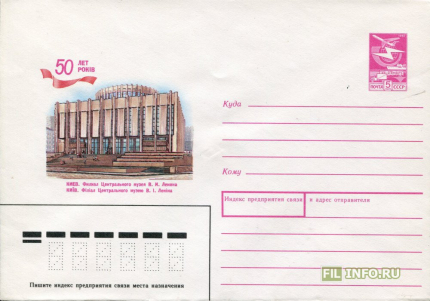 50 ЛЕТ
РОКІВ
ПОЧТА 5 К СССР
Куда
КИЕВ. Филиал Центрального музея В. И. Ленина
КИЇВ. Філіал Центрального музею В. І. Леніна
Кому
Индекс предприятия связи и адрес отправителя
Пишите индекс предприятия связи места назначения
FILINFO.RU